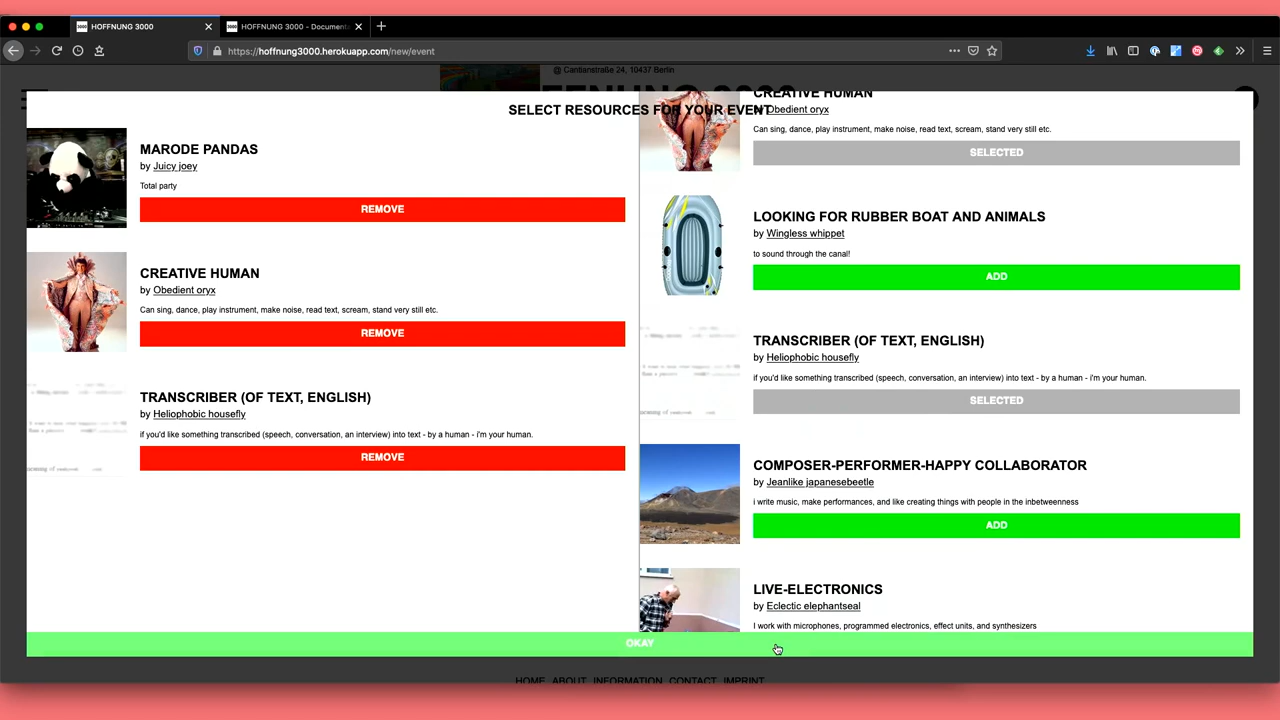 HOFFNUNG 3000
HOFFNUNG 3000 - Documenta
https://hoffnung3000.herokuapp.com/new/event
@ Cantianstraße 24, 10437 Berlin
SELECT RESOURCES FOR YOUR EVENT
MARODE PANDAS
by Juicy joey
Total party
REMOVE
CREATIVE HUMAN
by Obedient oryx
Can sing, dance, play instrument, make noise, read text, scream, stand very still etc.
REMOVE
TRANSCRIBER (OF TEXT, ENGLISH)
by Heliophobic housefly
if you'd like something transcribed (speech, conversation, an interview) into text - by a human - i'm your human.
REMOVE
CREATIVE HUMAN
by Obedient oryx
Can sing, dance, play instrument, make noise, read text, scream, stand very still etc.
SELECTED
LOOKING FOR RUBBER BOAT AND ANIMALS
by Wingless whippet
to sound through the canal!
ADD
TRANSCRIBER (OF TEXT, ENGLISH)
by Heliophobic housefly
if you'd like something transcribed (speech, conversation, an interview) into text - by a human - i'm your human.
SELECTED
COMPOSER-PERFORMER-HAPPY COLLABORATOR
by Jeanlike japanesebeetle
i write music, make performances, and like creating things with people in the inbetweenness
ADD
LIVE-ELECTRONICS
by Eclectic elephantseal
I work with microphones, programmed electronics, effect units, and synthesizers
OKAY
HOME ABOUT INFORMATION CONTACT IMPRINT